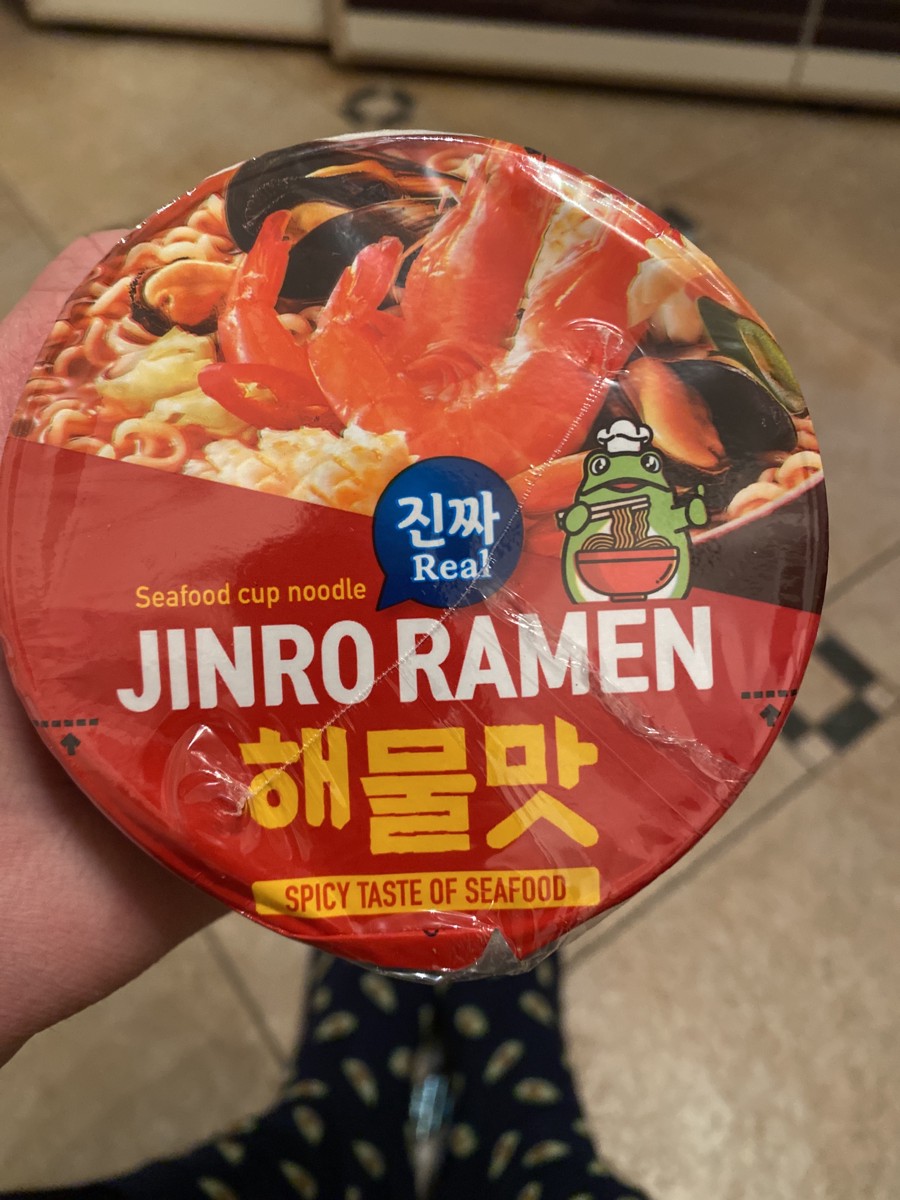 진짜
Real
Seafood cup noodle
JINRO RAMEN
해물맛
SPICY TASTE OF SEAFOOD